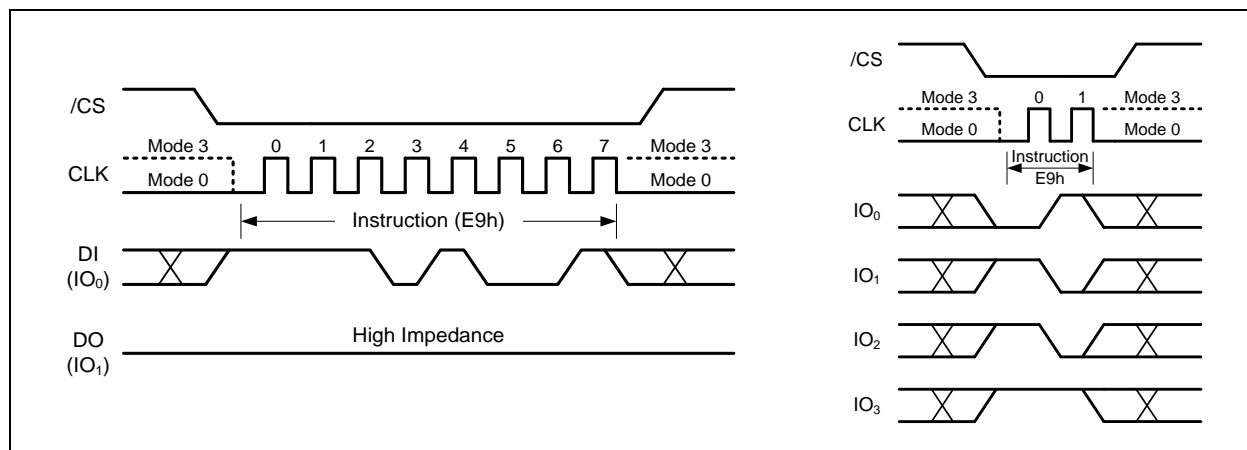 /CS
Mode 3 0 1 2 3 4 5 6 7 Mode 3
CLK
Mode 0 Mode 0
Instruction (E9h)
DI
(IO₀)
High Impedance
DO
(IO₁)
/CS
Mode 3 0 1 Mode 3
CLK
Mode 0 Mode 0
Instruction
E9h
IO₀
IO₁
IO₂
IO₃